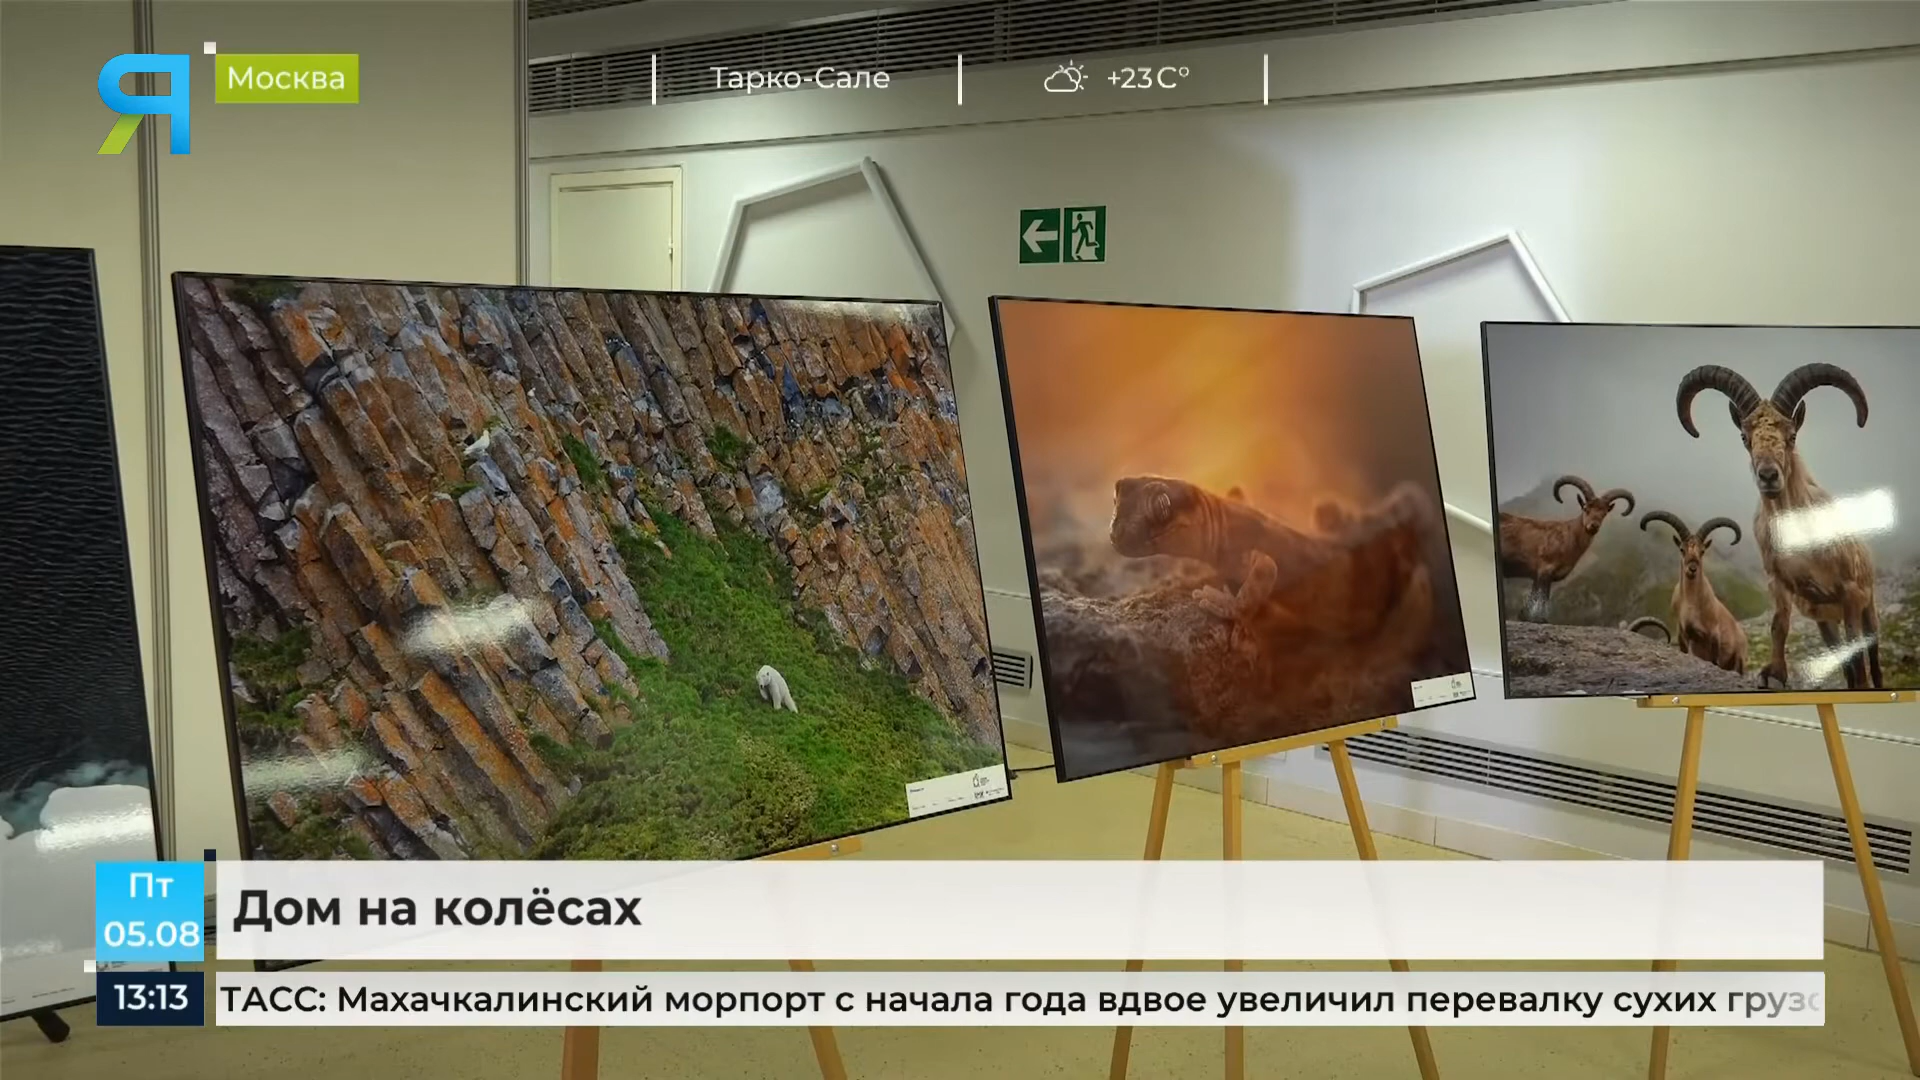 Я
Москва
Тарко-Сале
+23С°
Пт
05.08
Дом на колёсах
13:13
ТАСС: Махачкалинский морпорт с начала года вдвое увеличил перевалку сухих